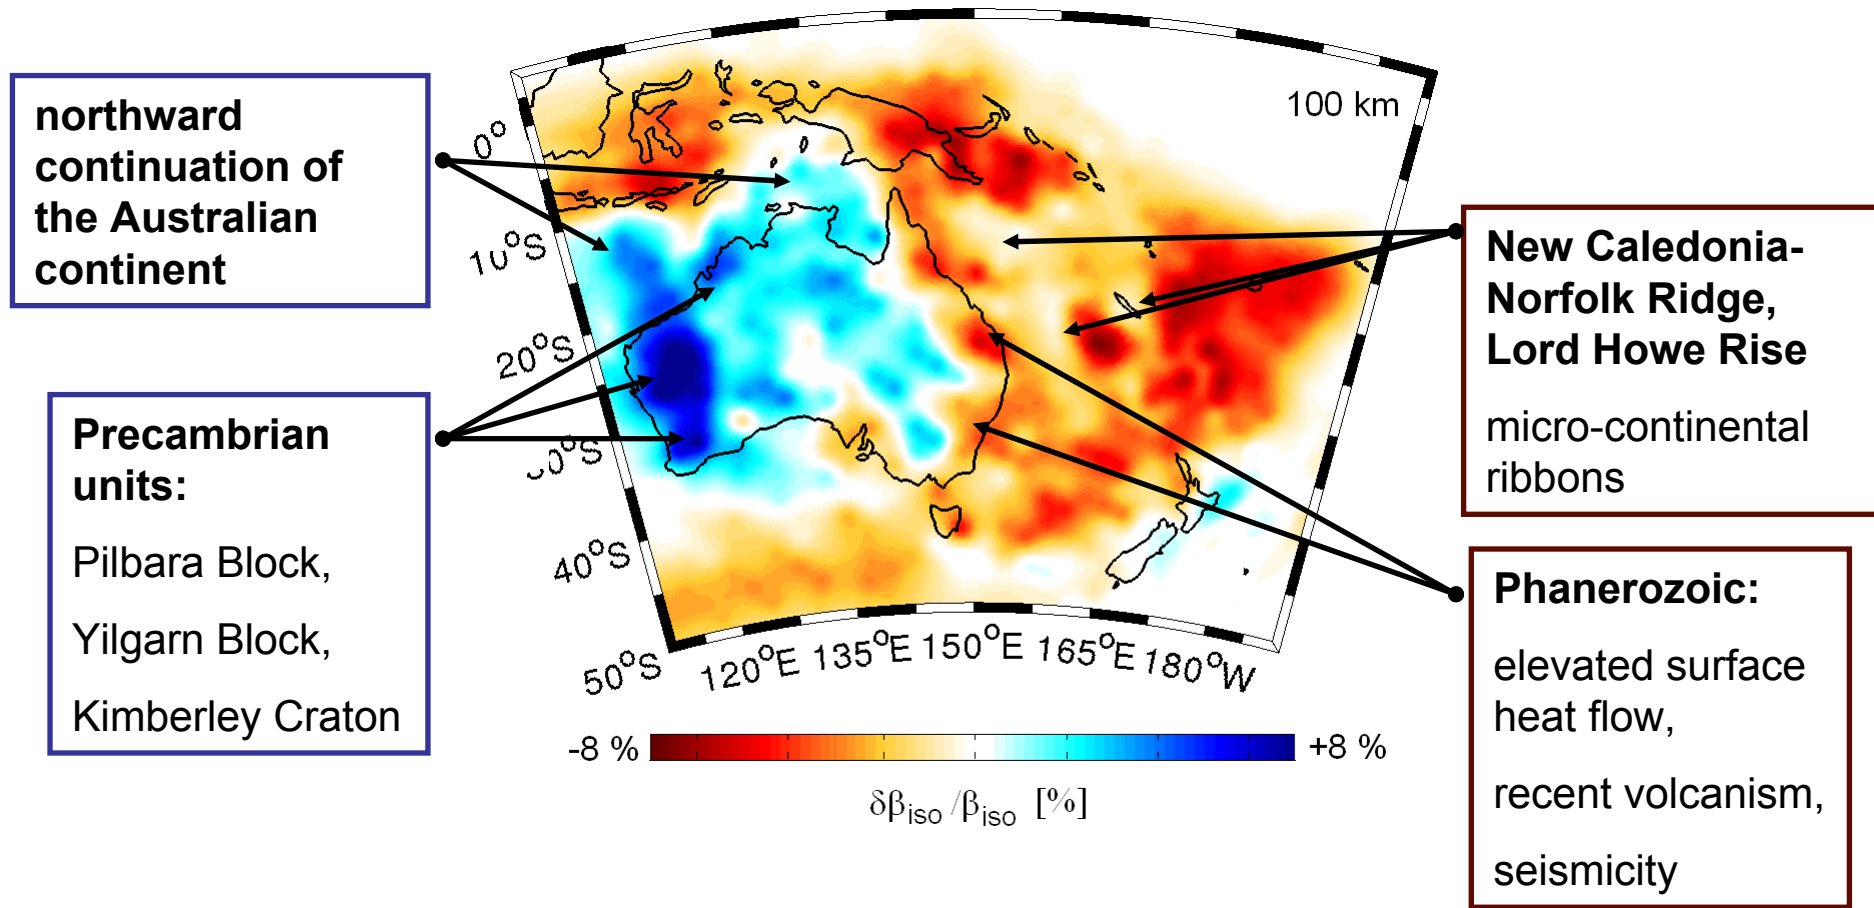 northward
continuation of
the Australian
continent
Precambrian
units:
Pilbara Block,
Yilgarn Block,
Kimberley Craton
100 km
0°
10°S
20°S
0°S
40°S
50°S
120°E 135°E 150°E 165°E 180°W
-8 % +8 %
δβiso /βiso [%]
New Caledonia-
Norfolk Ridge,
Lord Howe Rise
micro-continental
ribbons
Phanerozoic:
elevated surface
heat flow,
recent volcanism,
seismicity